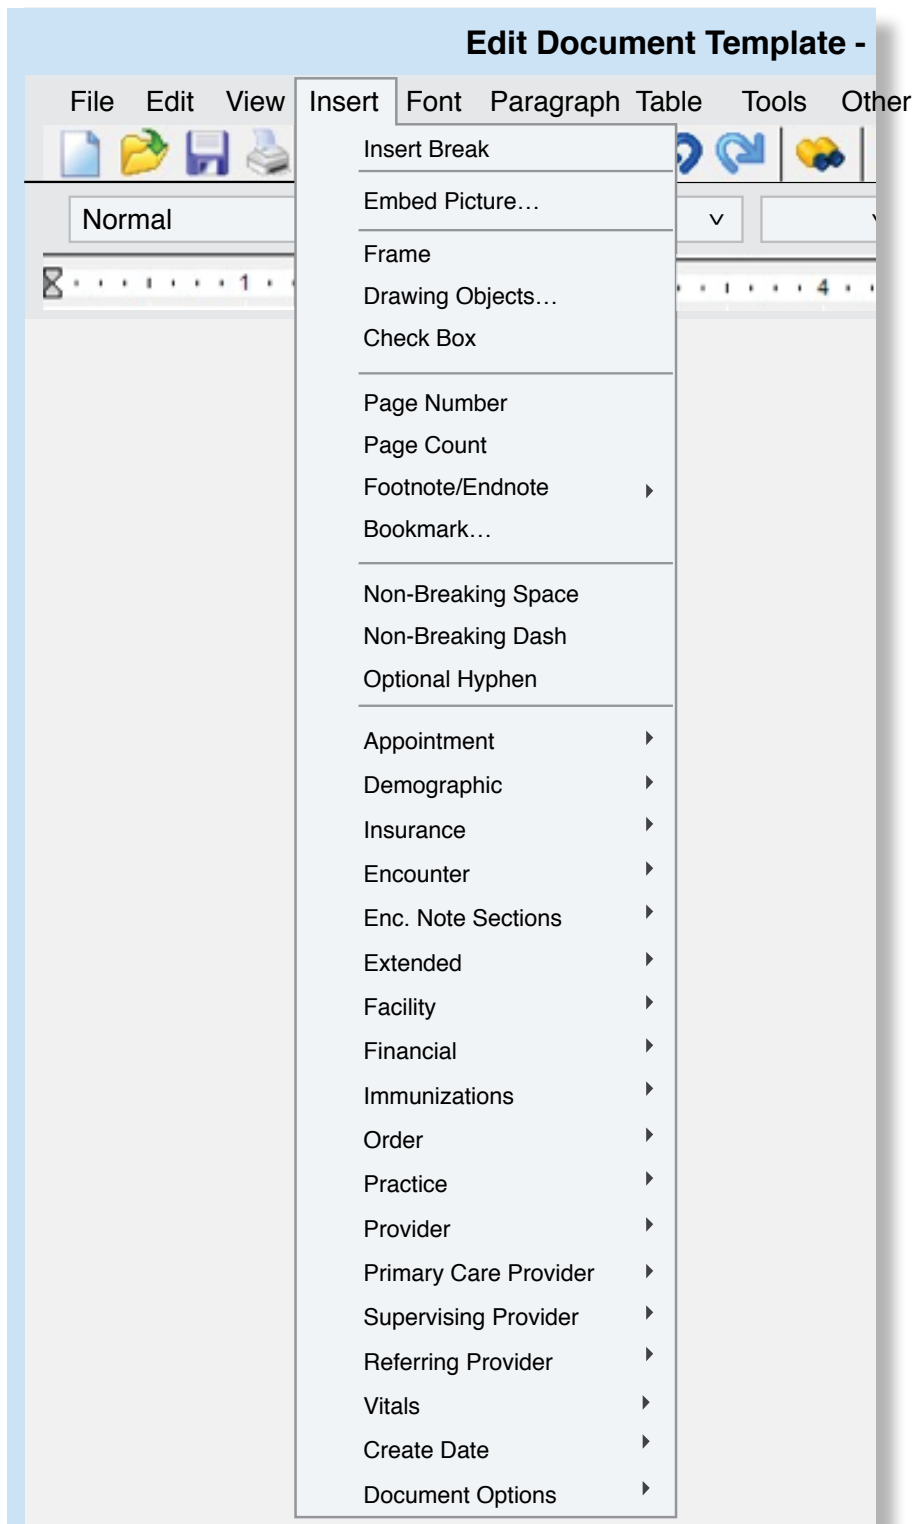 Edit Document Template -
File Edit View Insert Font Paragraph Table Tools Other
Insert Break
Embed Picture…
Normal
Frame
1 4
Drawing Objects…
Check Box
Page Number
Page Count
Footnote/Endnote
Bookmark…
Non-Breaking Space
Non-Breaking Dash
Optional Hyphen
Appointment
Demographic
Insurance
Encounter
Enc. Note Sections
Extended
Facility
Financial
Immunizations
Order
Practice
Provider
Primary Care Provider
Supervising Provider
Referring Provider
Vitals
Create Date
Document Options